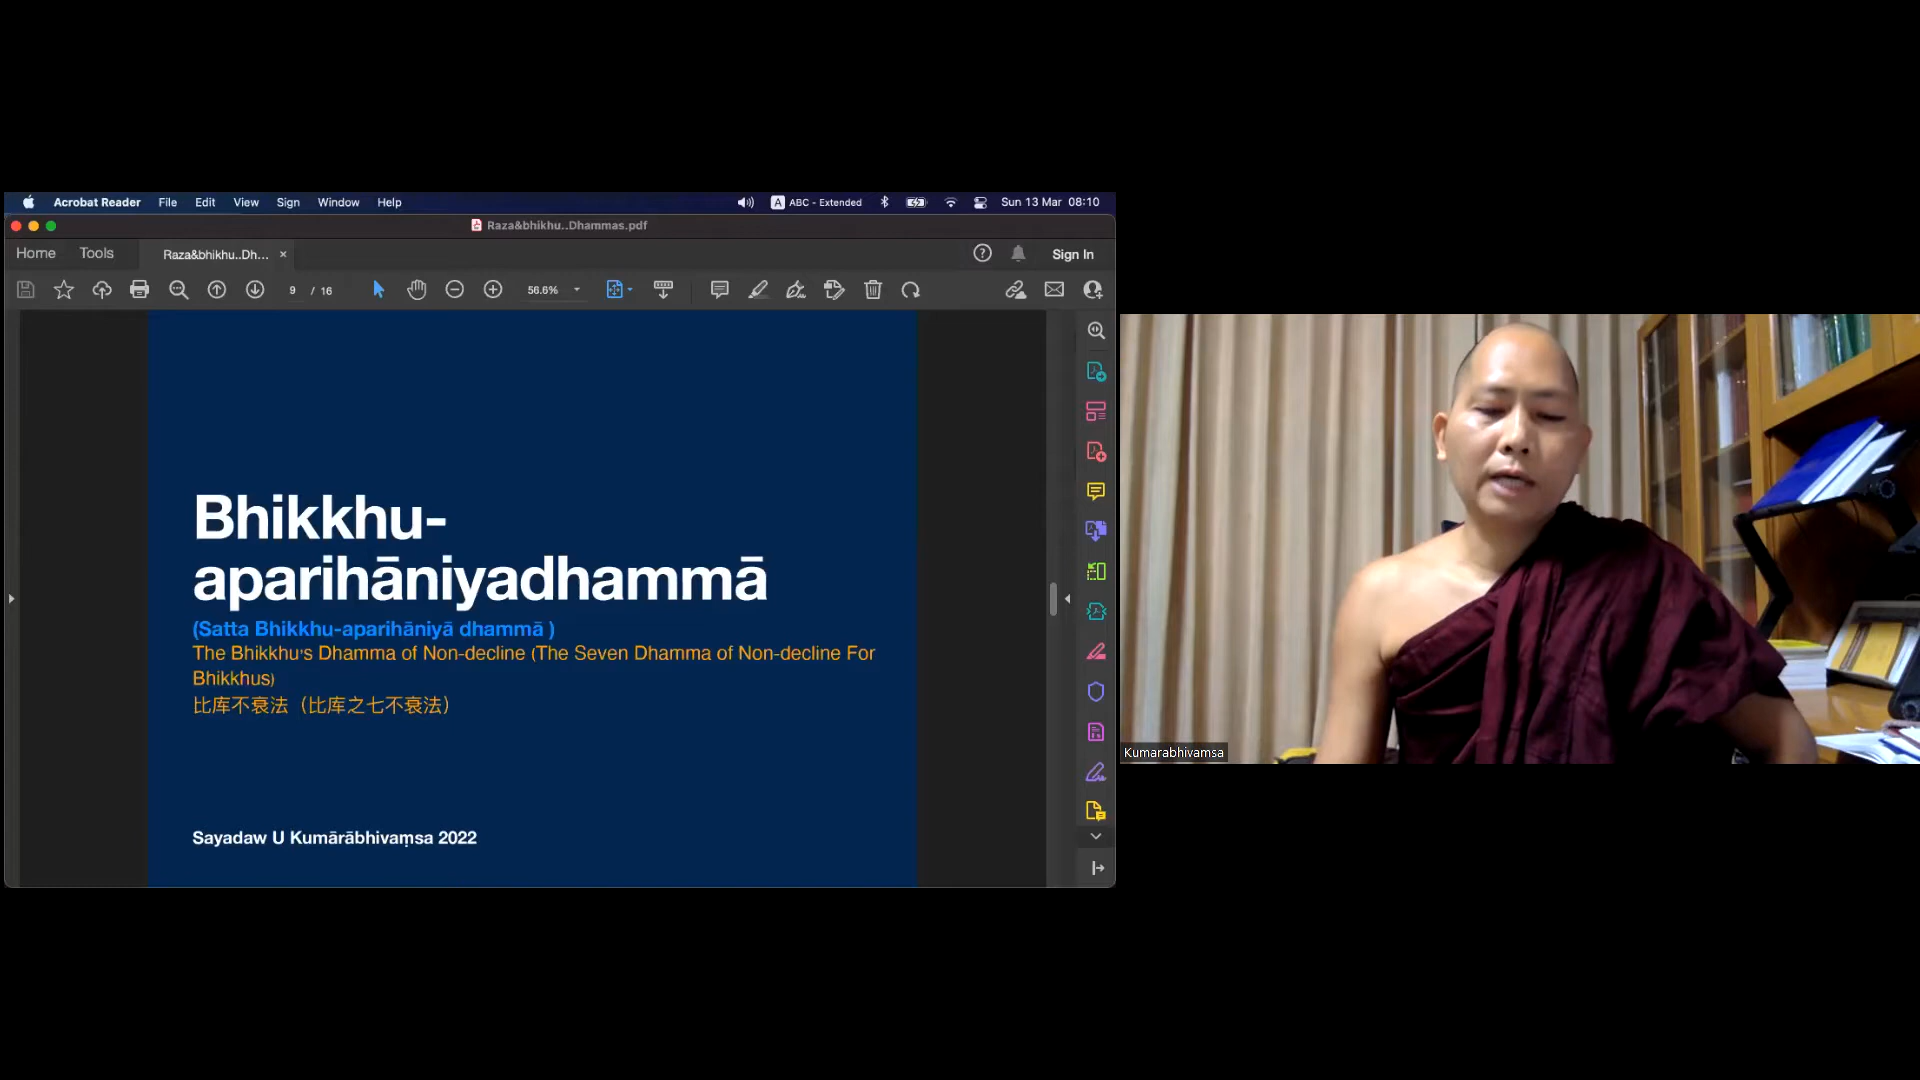 Acrobat Reader File Edit View Sign Window Help A ABC - Extended Sun 13 Mar 08:10
Raza&bhikhu..Dhammas.pdf
Home Tools Raza&bhikhu..Dh... × ? Sign In
9 / 16 56.6%
Bhikkhu-
aparihāniyadhammā
(Satta Bhikkhu-aparihāniyā dhammā )
The Bhikkhu's Dhamma of Non-decline (The Seven Dhamma of Non-decline For
Bhikkhus)
比库不衰法（比库之七不衰法）
Sayadaw U Kumārābhivaṃsa 2022
Kumarabhivamsa